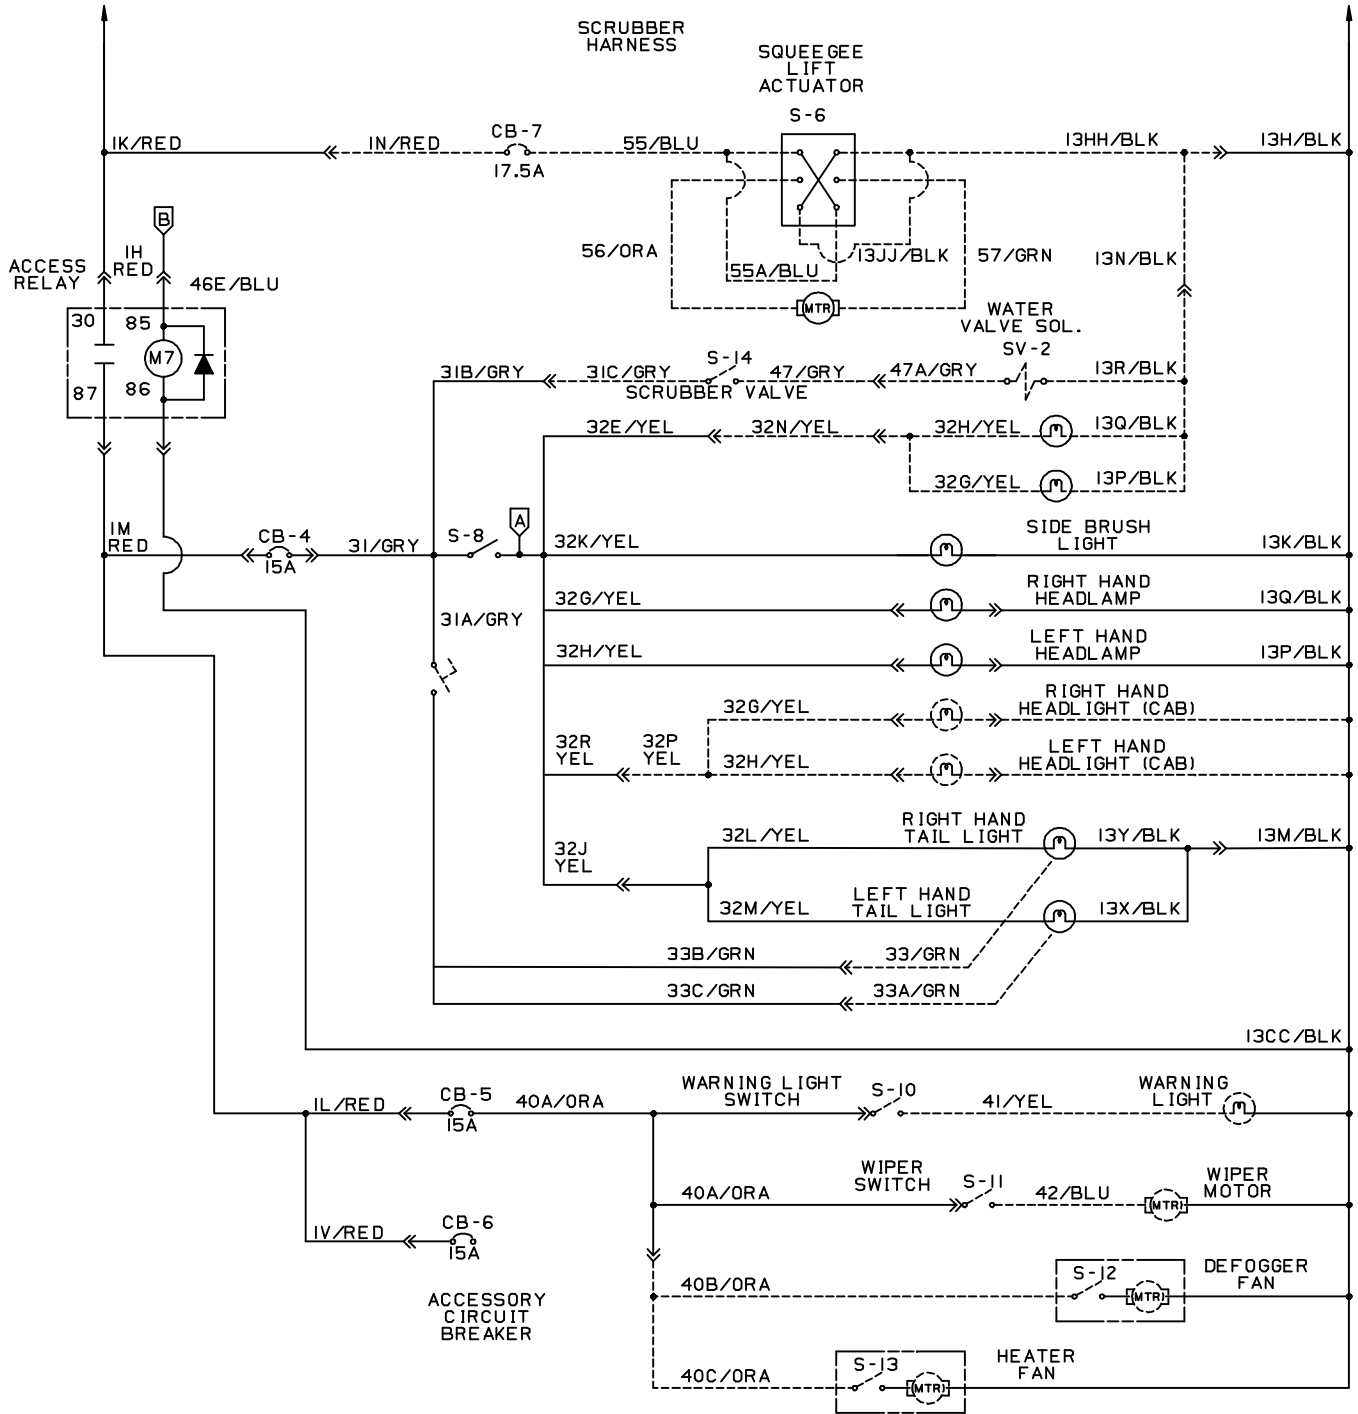 SCRUBBER
HARNESS
SQUEEGEE
LIFT
ACTUATOR
S-6
1K/RED
1N/RED
CB-7
17.5A
55/BLU
13HH/BLK
13H/BLK
B
1H
RED
46E/BLU
ACCESS
RELAY
56/ORA
55A/BLU
13JJ/BLK
57/GRN
13N/BLK
MTR
30
85
M7
87
86
WATER
VALVE SOL.
SV-2
31B/GRY
31C/GRY
S-14
SCRUBBER VALVE
47/GRY
47A/GRY
13R/BLK
32E/YEL
32N/YEL
32H/YEL
13Q/BLK
32G/YEL
13P/BLK
1M
RED
CB-4
15A
31/GRY
S-8
A
32K/YEL
SIDE BRUSH
LIGHT
13K/BLK
31A/GRY
32G/YEL
RIGHT HAND
HEADLAMP
13Q/BLK
32H/YEL
LEFT HAND
HEADLAMP
13P/BLK
32G/YEL
RIGHT HAND
HEADLIGHT (CAB)
32R
YEL
32P
YEL
32H/YEL
LEFT HAND
HEADLIGHT (CAB)
32J
YEL
32L/YEL
RIGHT HAND
TAIL LIGHT
13Y/BLK
13M/BLK
32M/YEL
LEFT HAND
TAIL LIGHT
13X/BLK
33B/GRN
33/GRN
33C/GRN
33A/GRN
13CC/BLK
1L/RED
CB-5
15A
40A/ORA
WARNING LIGHT
SWITCH
S-10
41/YEL
WARNING
LIGHT
40A/ORA
WIPER
SWITCH
S-11
42/BLU
MTR
WIPER
MOTOR
1V/RED
CB-6
15A
40B/ORA
S-12
MTR
DEFOGGER
FAN
ACCESSORY
CIRCUIT
BREAKER
40C/ORA
S-13
MTR
HEATER
FAN